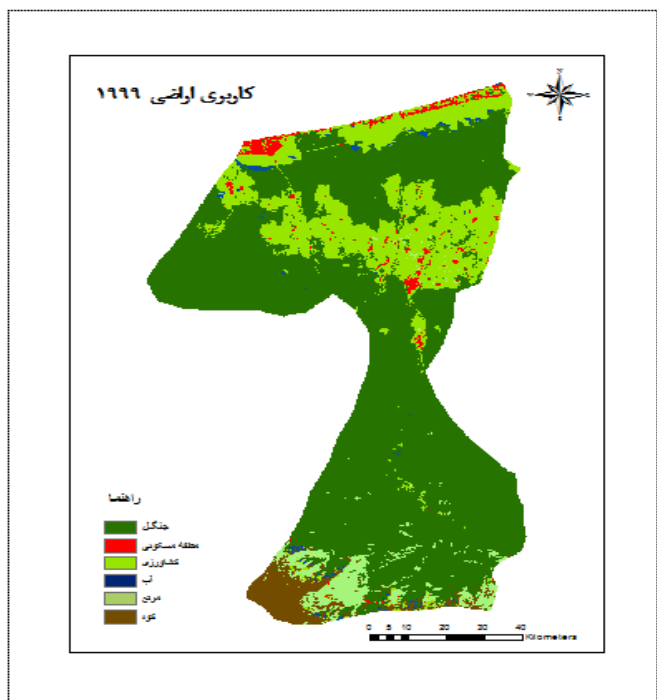 کاربری اراضی ۱۹۹۹
راهنما
جنگل
منطقه مسکونی
کشاورزی
آب
مرتع
کوه
0 5 10 20 30 40
Kilometers